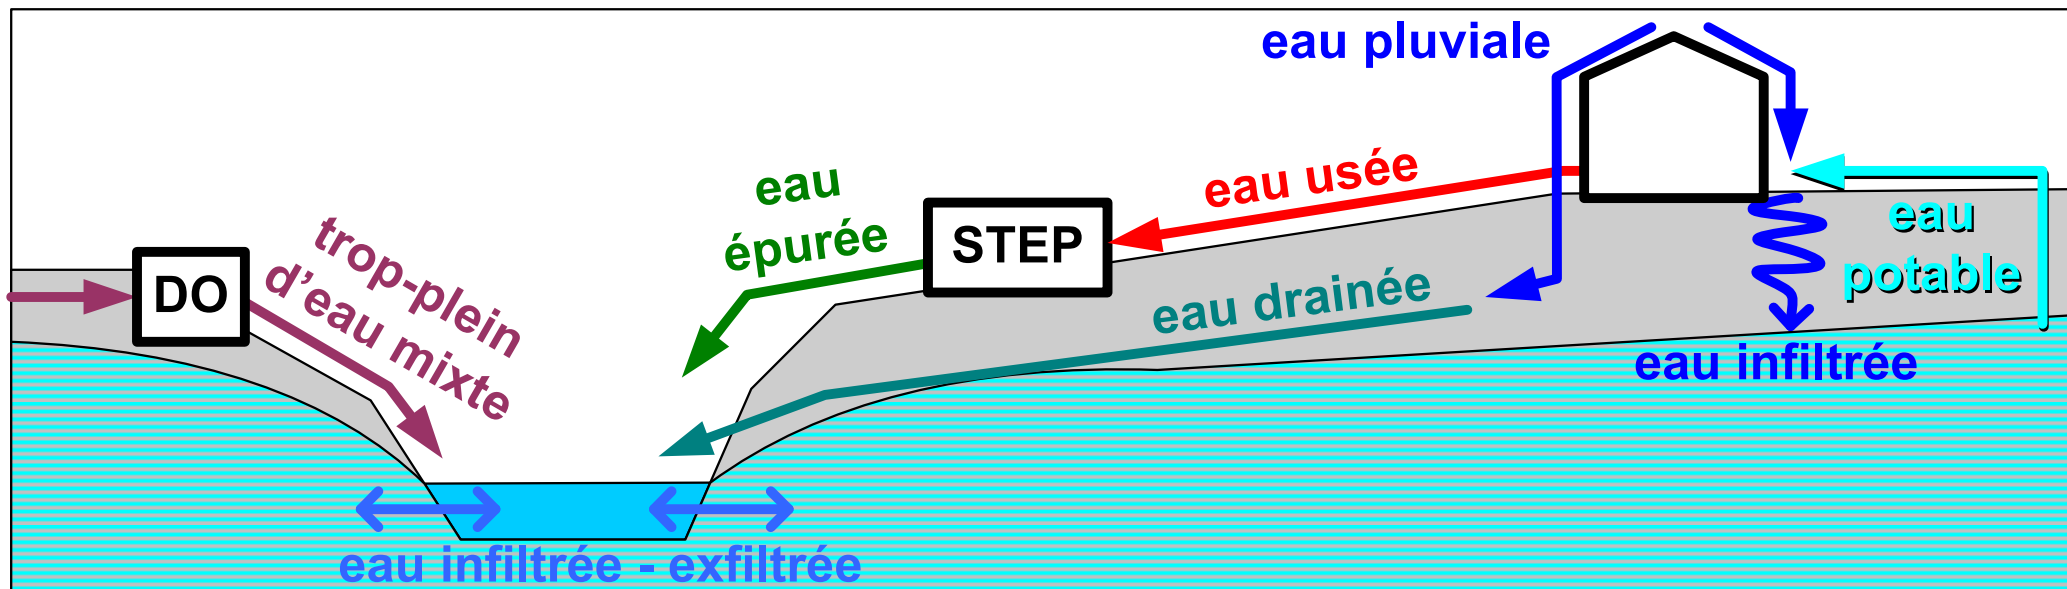 eau pluviale
eau usée
eau
épurée
STEP
eau
potable
trop-plein
d'eau mixte
DO
eau drainée
eau infiltrée
eau infiltrée - exfiltrée